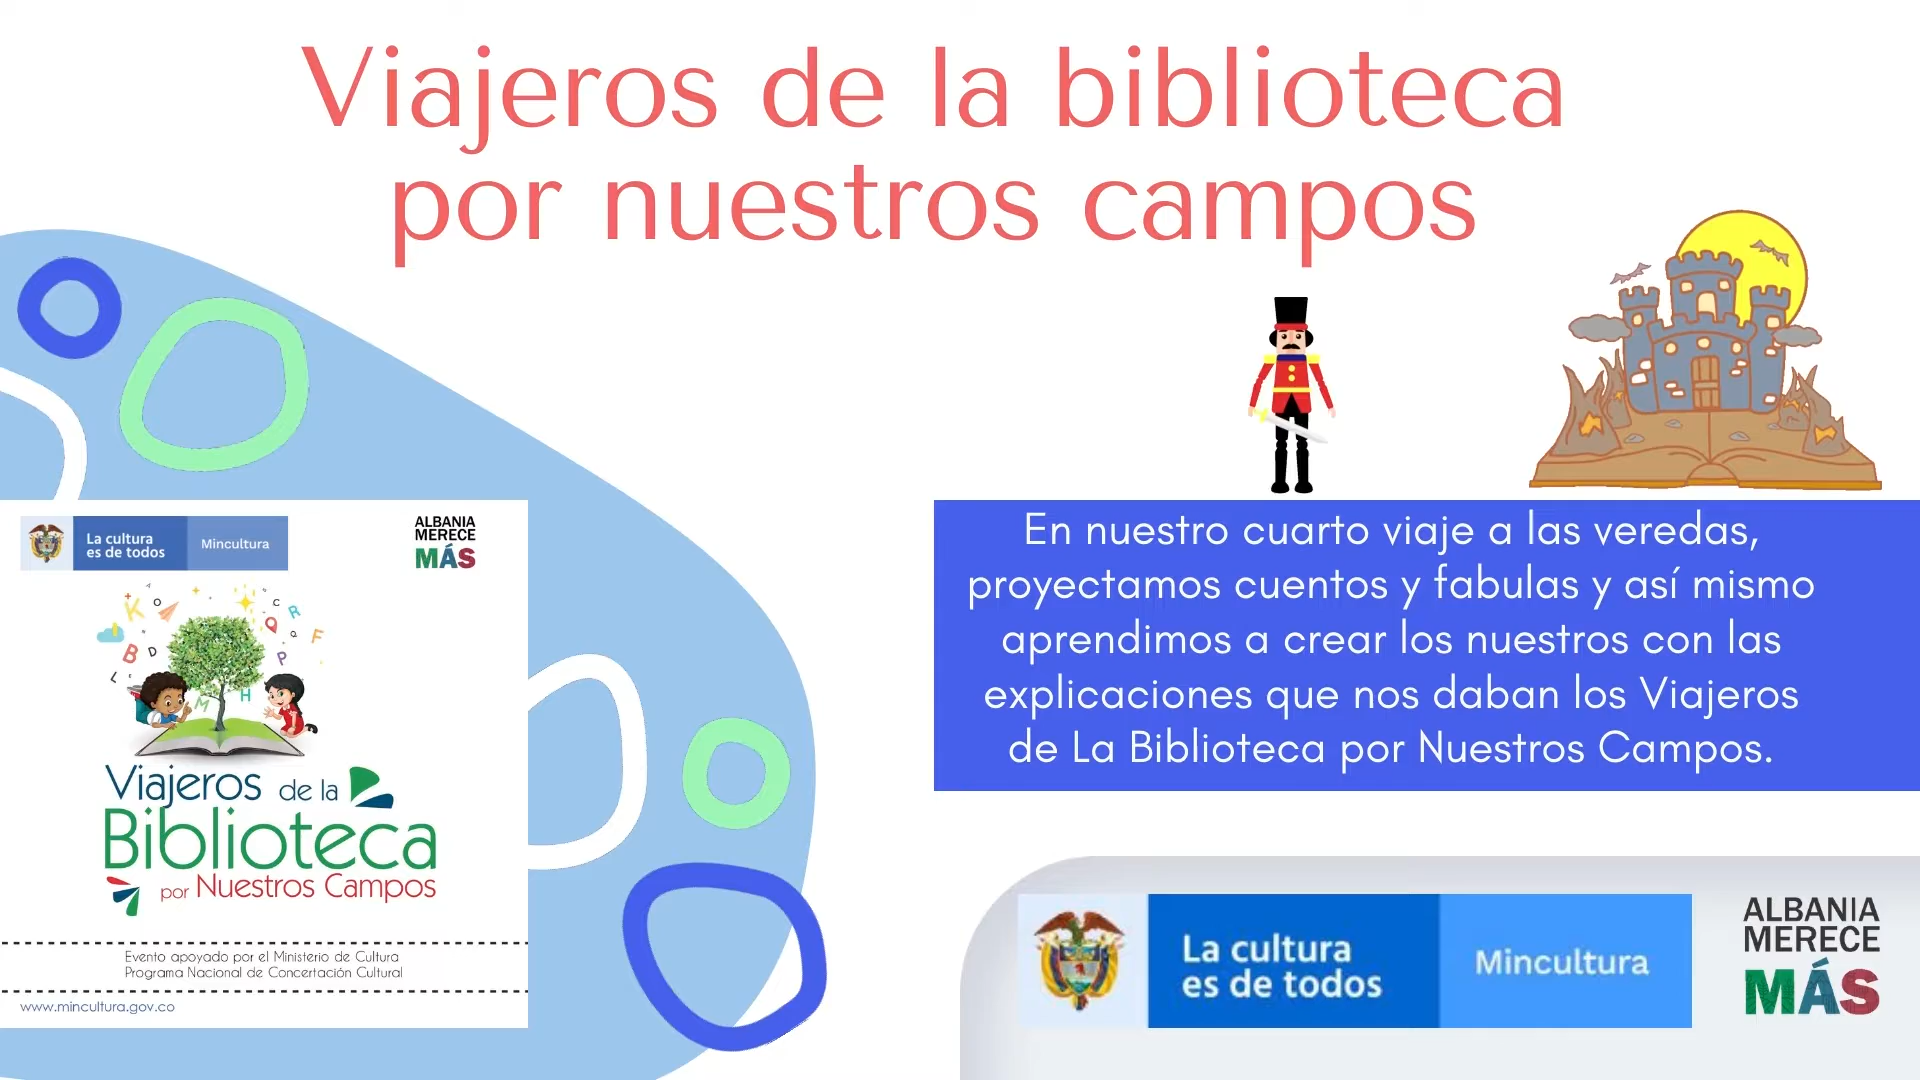 Viajeros de la biblioteca
por nuestros campos
En nuestro cuarto viaje a las veredas,
proyectamos cuentos y fabulas y así mismo
aprendimos a crear los nuestros con las
explicaciones que nos daban los Viajeros
de La Biblioteca por Nuestros Campos.
La cultura
es de todos
Mincultura
ALBANIA
MERECE
MÁS
Viajeros de la
Biblioteca
por Nuestros Campos
Evento apoyado por el Ministerio de Cultura
Programa Nacional de Concertación Cultural
www.mincultura.gov.co
La cultura
es de todos
Mincultura
ALBANIA
MERECE
MÁS